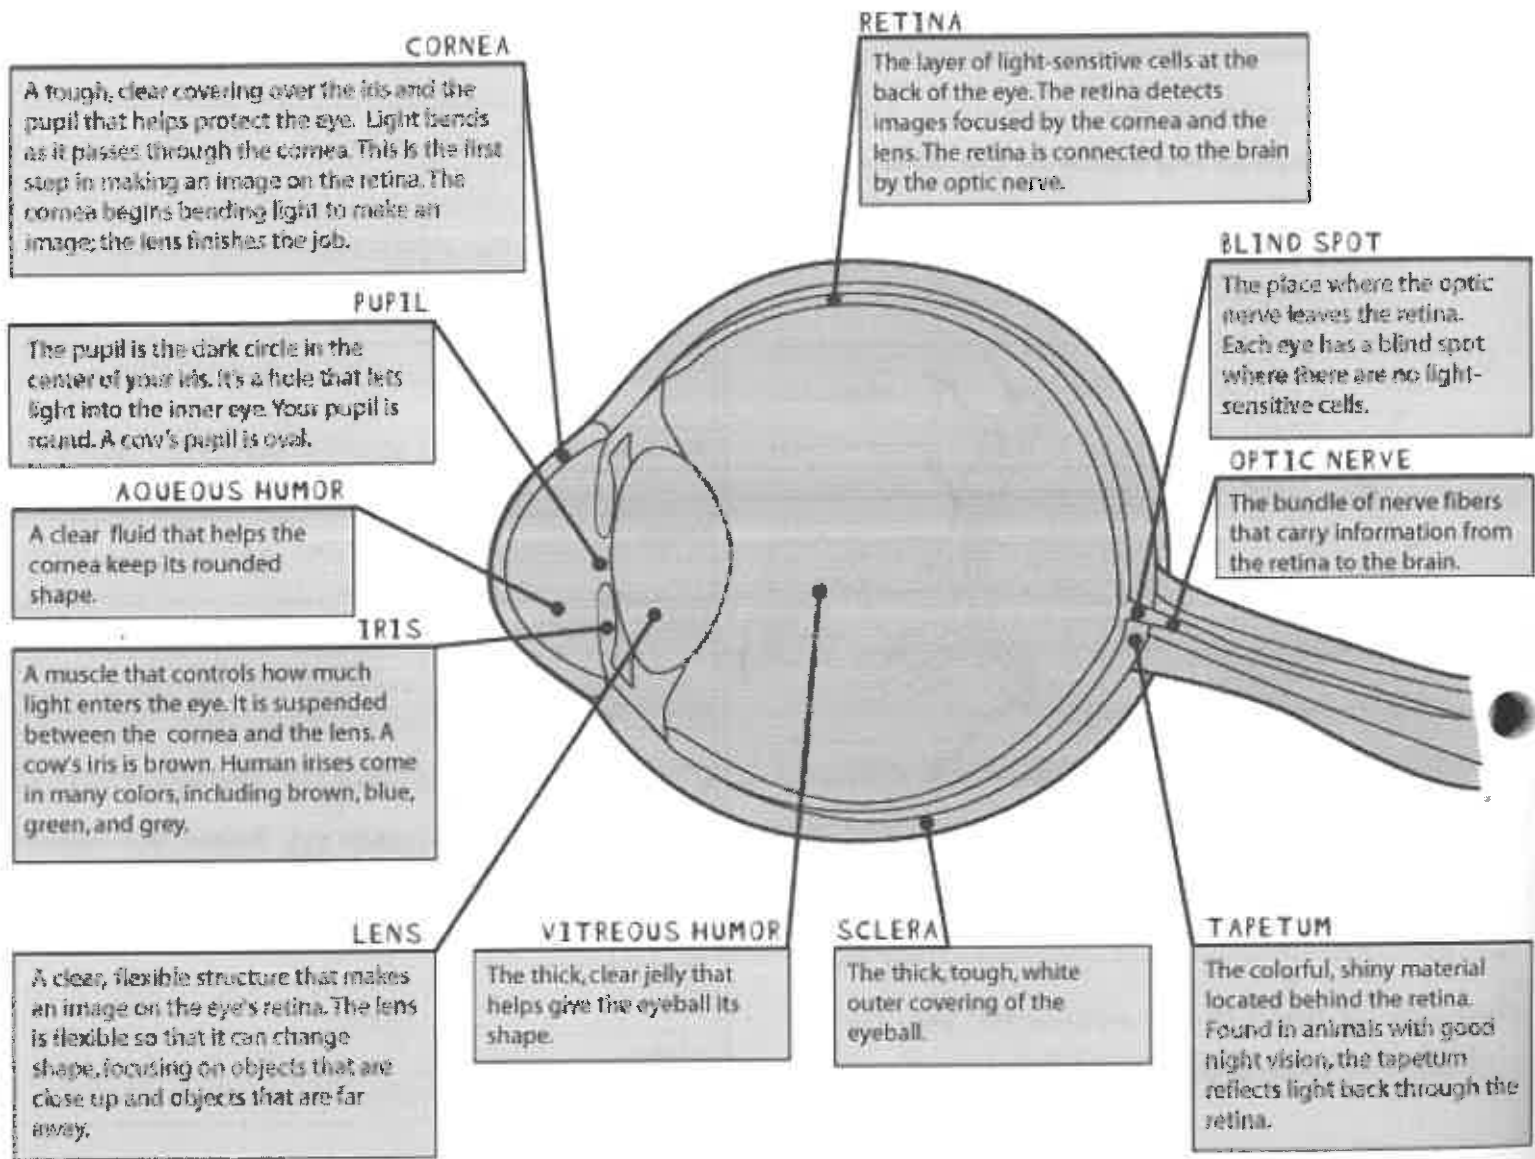 CORNEA
A tough, clear covering over the iris and the
pupil that helps protect the eye. Light bends
as it passes through the cornea. This is the first
step in making an image on the retina. The
cornea begins bending light to make an
image; the lens finishes the job.
PUPIL
The pupil is the dark circle in the
center of your iris. It's a hole that lets
light into the inner eye. Your pupil is
round. A cow's pupil is oval.
AQUEOUS HUMOR
A clear fluid that helps the
cornea keep its rounded
shape.
IRIS
A muscle that controls how much
light enters the eye. It is suspended
between the cornea and the lens. A
cow's iris is brown. Human irises come
in many colors, including brown, blue,
green, and grey.
LENS
A clear, flexible structure that makes
an image on the eye's retina. The lens
is flexible so that it can change
shape, focusing on objects that are
close up and objects that are far
away.
VITREOUS HUMOR
The thick, clear jelly that
helps give the eyeball its
shape.
SCLERA
The thick, tough, white
outer covering of the
eyeball.
RETINA
The layer of light-sensitive cells at the
back of the eye. The retina detects
images focused by the cornea and the
lens. The retina is connected to the brain
by the optic nerve.
BLIND SPOT
The place where the optic
nerve leaves the retina.
Each eye has a blind spot
where there are no light-
sensitive cells.
OPTIC NERVE
The bundle of nerve fibers
that carry information from
the retina to the brain.
TAPETUM
The colorful, shiny material
located behind the retina.
Found in animals with good
night vision, the tapetum
reflects light back through the
retina.